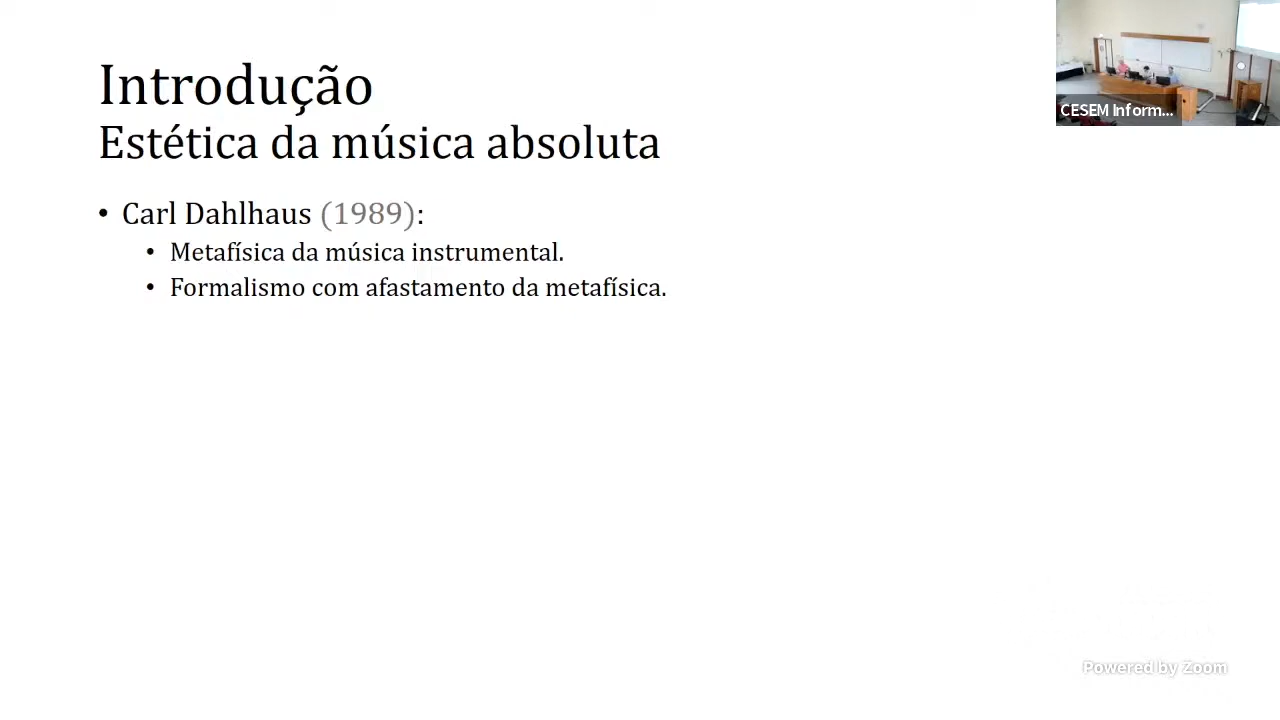 Introdução
Estética da música absoluta
• Carl Dahlhaus (1989):
• Metafísica da música instrumental.
• Formalismo com afastamento da metafísica.
CESEM Inform...
Powered by Zoom